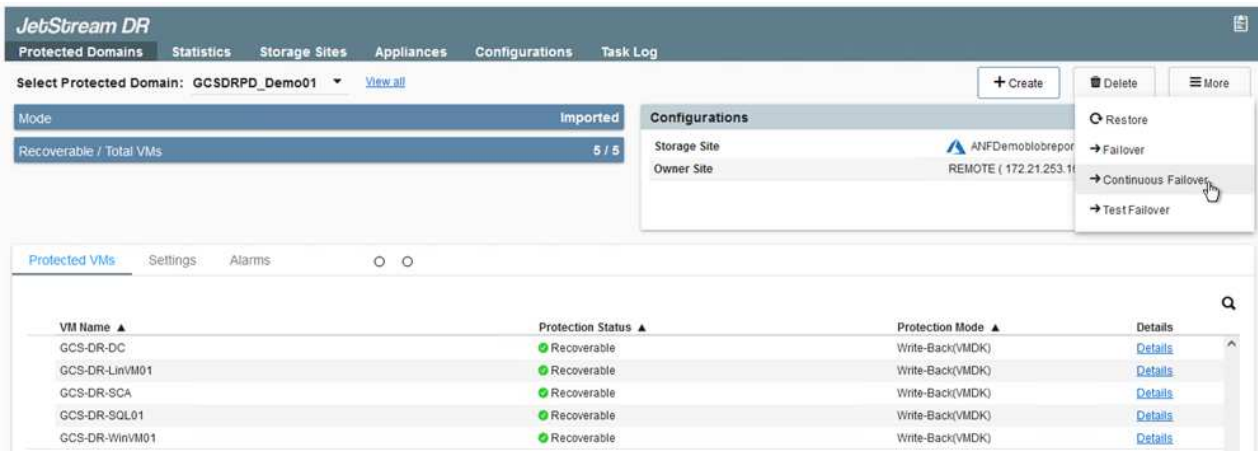 JetStream DR
Protected Domains Statistics Storage Sites Appliances Configurations Task Log
Select Protected Domain: GCSDRPD_Demo01 View all
+ Create Delete More
Mode Imported
Recoverable / Total VMs 5 / 5
Configurations
Storage Site ANFDemoblobrepor
Owner Site REMOTE ( 172.21.253.1
Restore
Failover
Continuous Failover
Test Failover
Protected VMs Settings Alarms
VM Name ▲ Protection Status ▲ Protection Mode ▲ Details
GCS-DR-DC Recoverable Write-Back(VMDK) Details
GCS-DR-LinVM01 Recoverable Write-Back(VMDK) Details
GCS-DR-SCA Recoverable Write-Back(VMDK) Details
GCS-DR-SQL01 Recoverable Write-Back(VMDK) Details
GCS-DR-WinVM01 Recoverable Write-Back(VMDK) Details